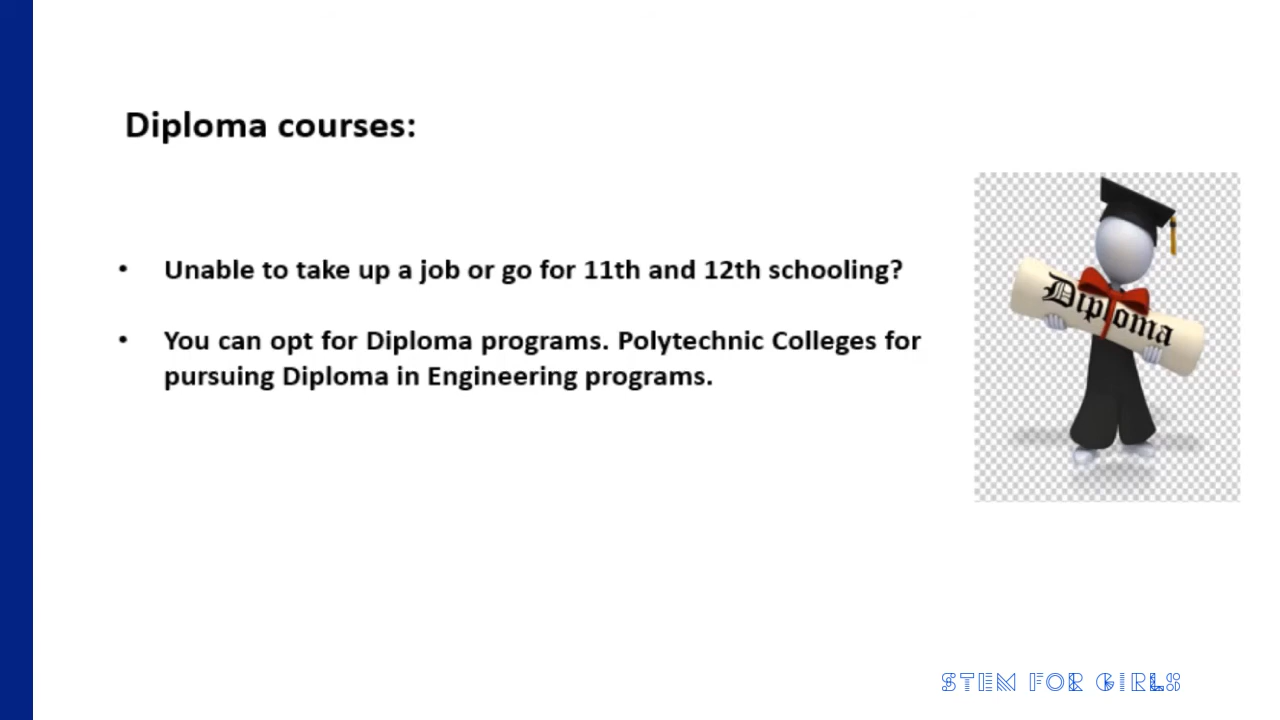 Diploma courses:
• Unable to take up a job or go for 11th and 12th schooling?
• You can opt for Diploma programs. Polytechnic Colleges for
pursuing Diploma in Engineering programs.
Diploma
STEM FOR GIRLS